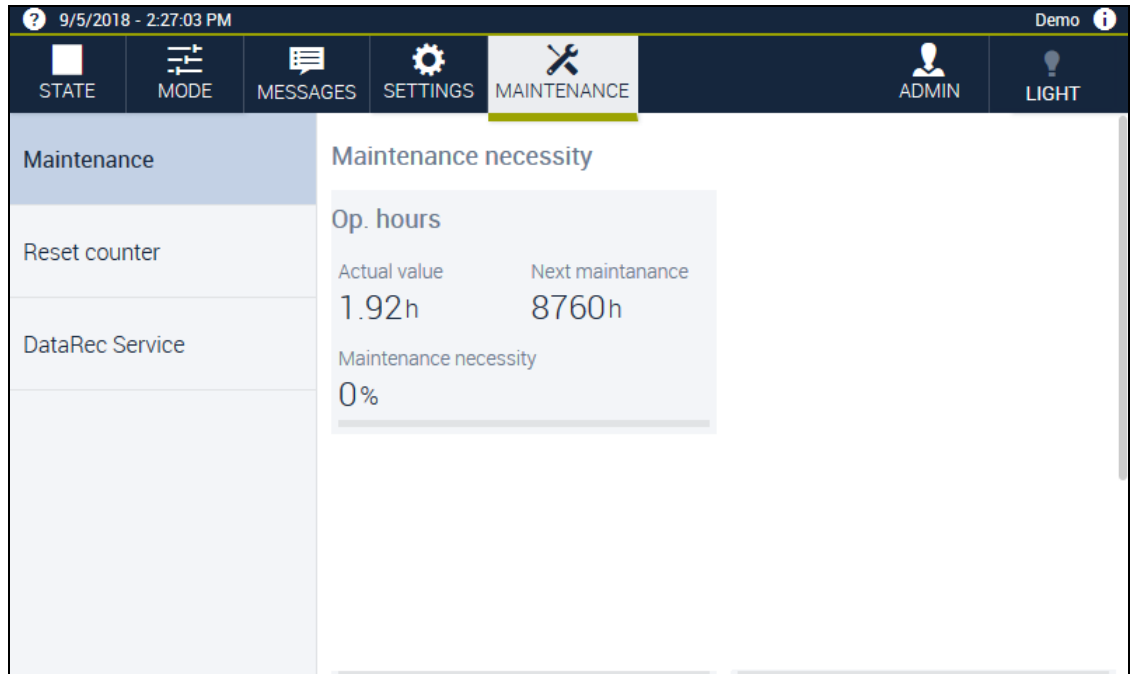 ? 9/5/2018 - 2:27:03 PM Demo i
STATE MODE MESSAGES SETTINGS MAINTENANCE ADMIN LIGHT
Maintenance
Reset counter
DataRec Service
Maintenance necessity
Op. hours
Actual value Next maintanance
1.92h 8760h
Maintenance necessity
0%